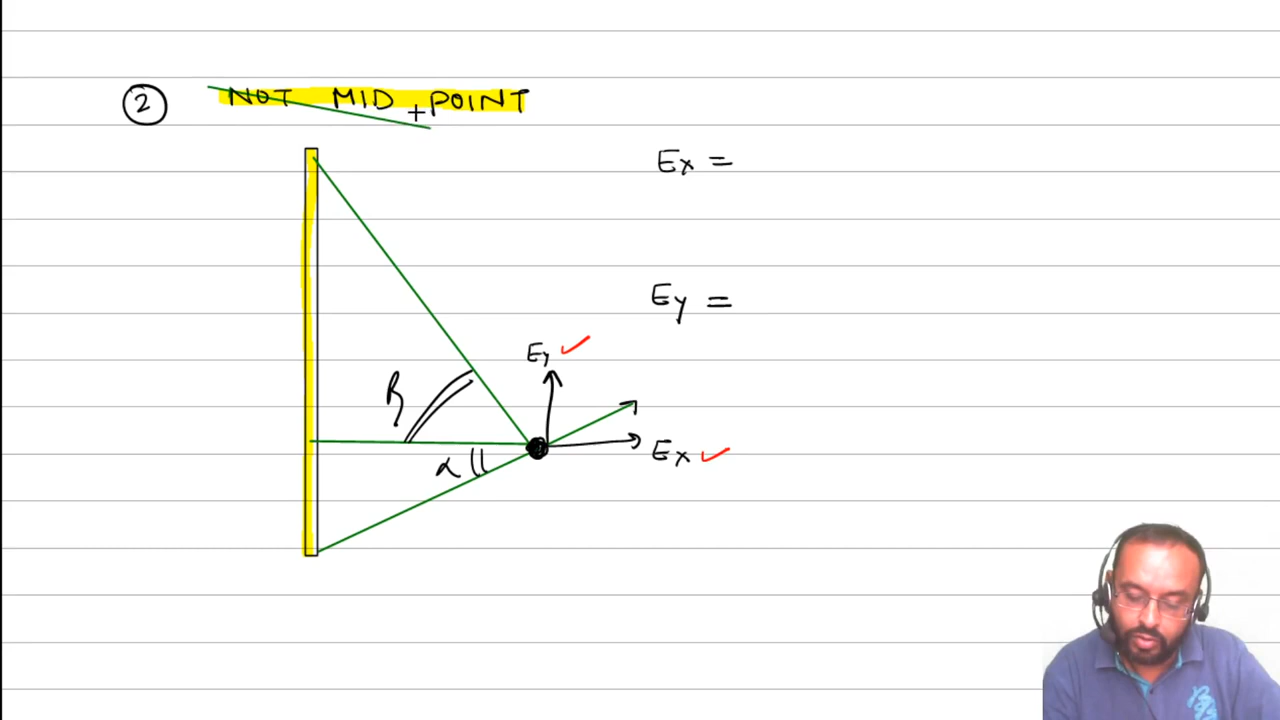 ② NOT MID POINT
Ex =
Ey =
Ey ✓
β
Ex ✓
α